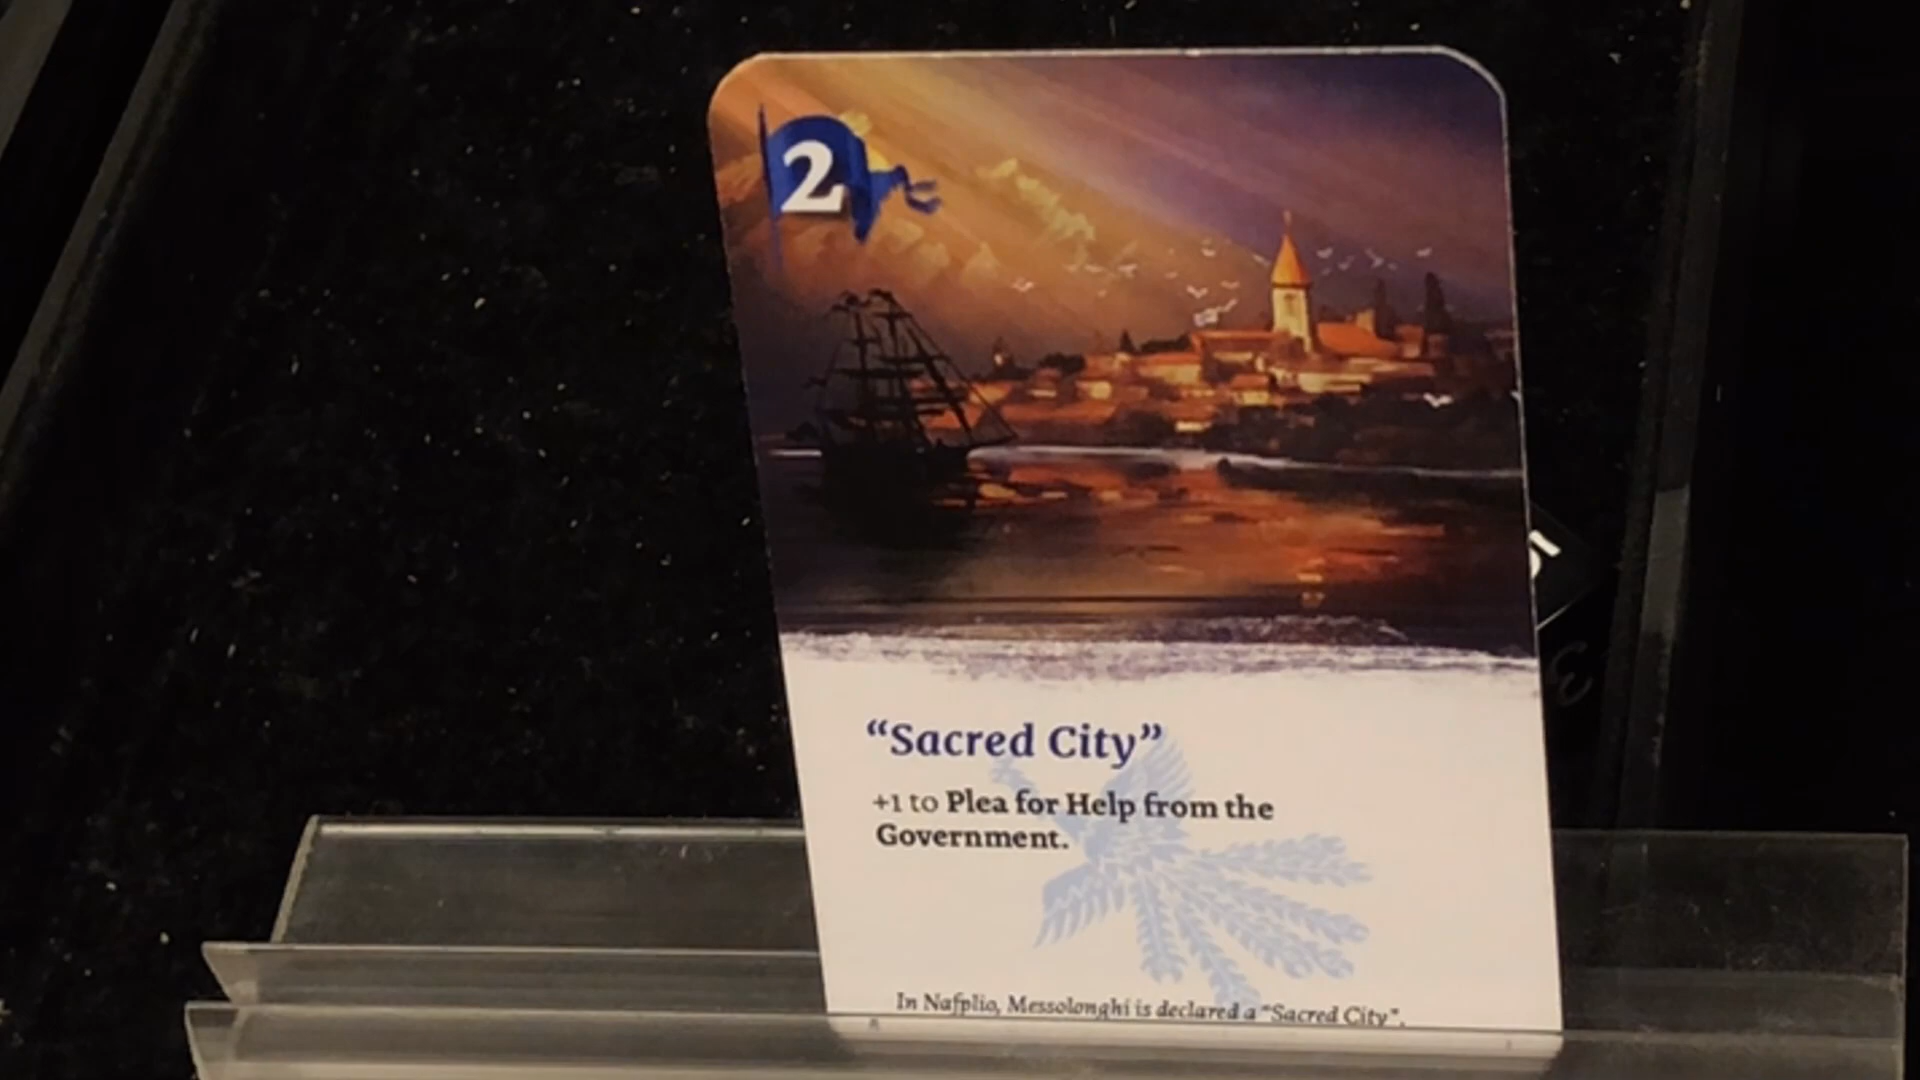 2
“Sacred City”
+1 to Plea for Help from the
Government.
In Nafplio, Messolonghi is declared a “Sacred City”.